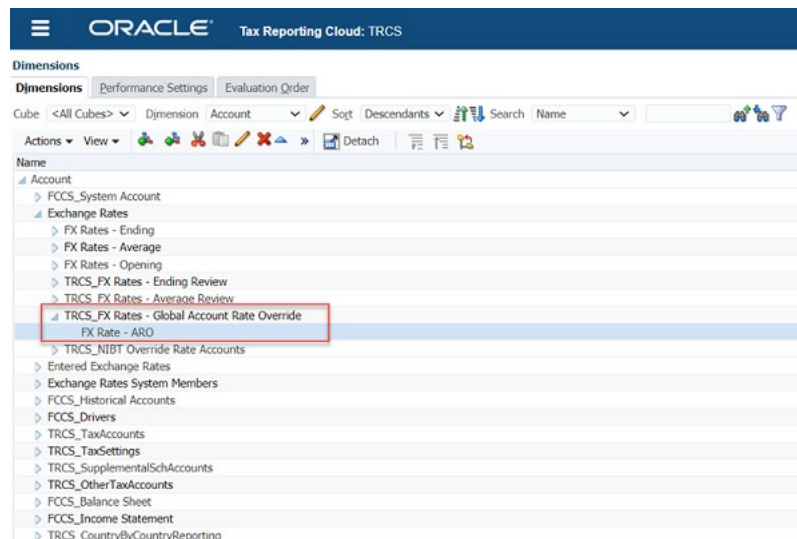 ORACLE® Tax Reporting Cloud: TRCS
Dimensions
Dimensions Performance Settings Evaluation Order
Cube <All Cubes> Dimension Account Sort Descendants Search Name
Actions View » Detach
Name
Account
FCCS_System Account
Exchange Rates
FX Rates - Ending
FX Rates - Average
FX Rates - Opening
TRCS_FX Rates - Ending Review
TRCS_FX Rates - Average Review
TRCS_FX Rates - Global Account Rate Override
FX Rate - ARO
TRCS_NIBT Override Rate Accounts
Entered Exchange Rates
Exchange Rates System Members
FCCS_Historical Accounts
FCCS_Drivers
TRCS_TaxAccounts
TRCS_TaxSettings
TRCS_SupplementalSchAccounts
TRCS_OtherTaxAccounts
FCCS_Balance Sheet
FCCS_Income Statement
TRCS_CountryByCountryReporting